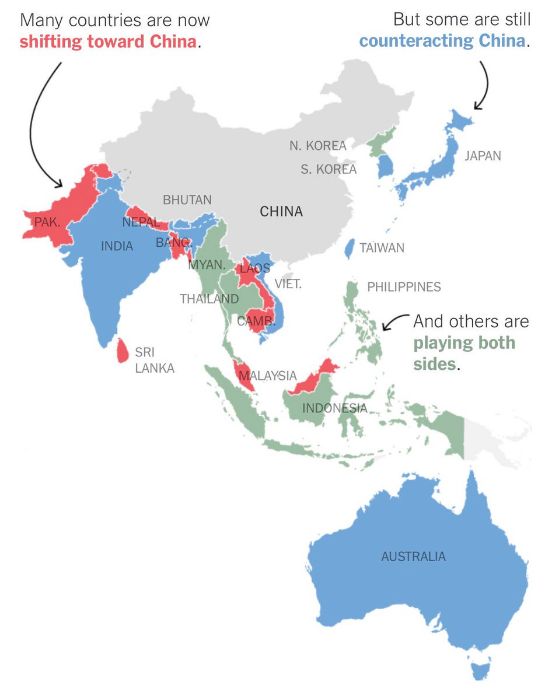 Many countries are now
shifting toward China.
But some are still
counteracting China.
N. KOREA
S. KOREA
JAPAN
BHUTAN
CHINA
PAK.
NEPAL
INDIA
BANG.
TAIWAN
MYAN.
LAOS
VIET.
THAILAND
PHILIPPINES
CAMB.
And others are
playing both
sides.
SRI
LANKA
MALAYSIA
INDONESIA
AUSTRALIA